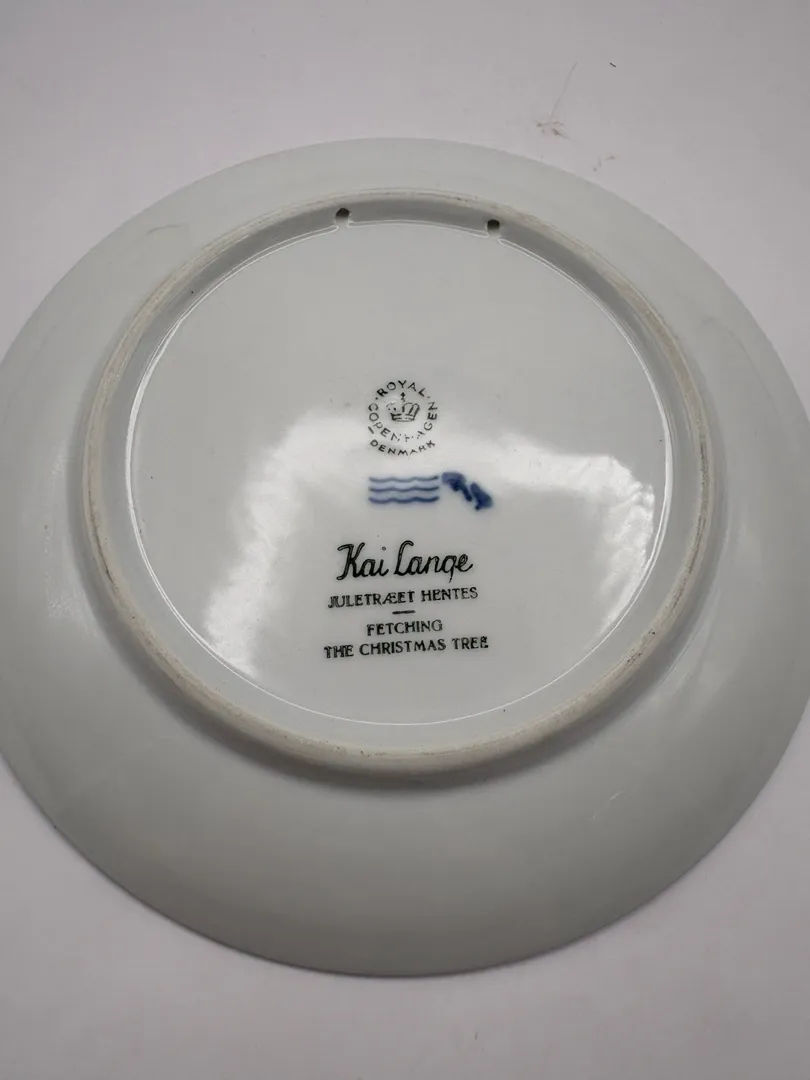 ROYAL COPENHAGEN
DENMARK
Kai Lange
JULETRÆET HENTES
FETCHING
THE CHRISTMAS TREE